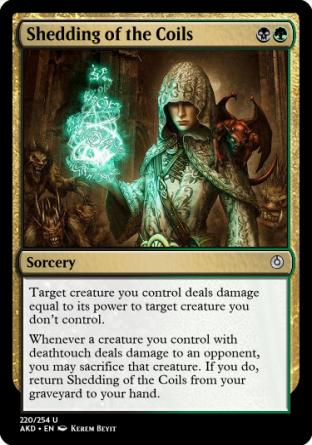 Shedding of the Coils
Sorcery
Target creature you control deals damage
equal to its power to target creature you
don't control.
Whenever a creature you control with
deathtouch deals damage to an opponent,
you may sacrifice that creature. If you do,
return Shedding of the Coils from your
graveyard to your hand.
220/254 U
AKD • EN Kerem Beyit